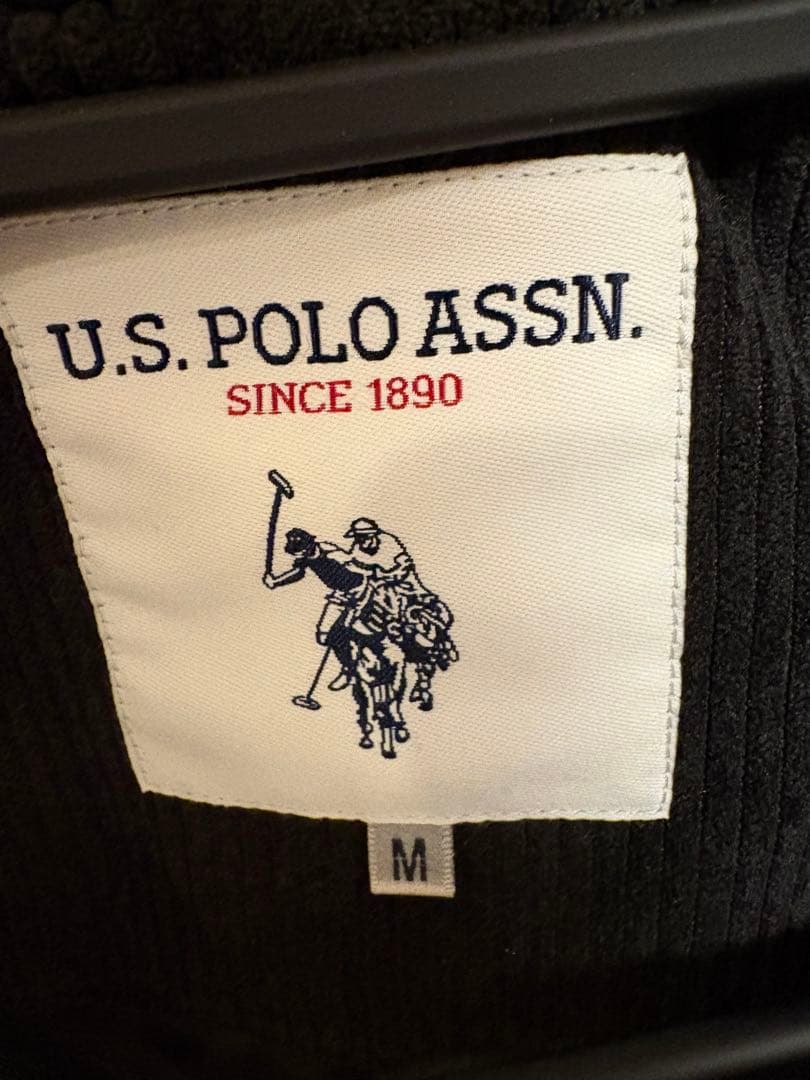 U.S. POLO ASSN.
SINCE 1890
M